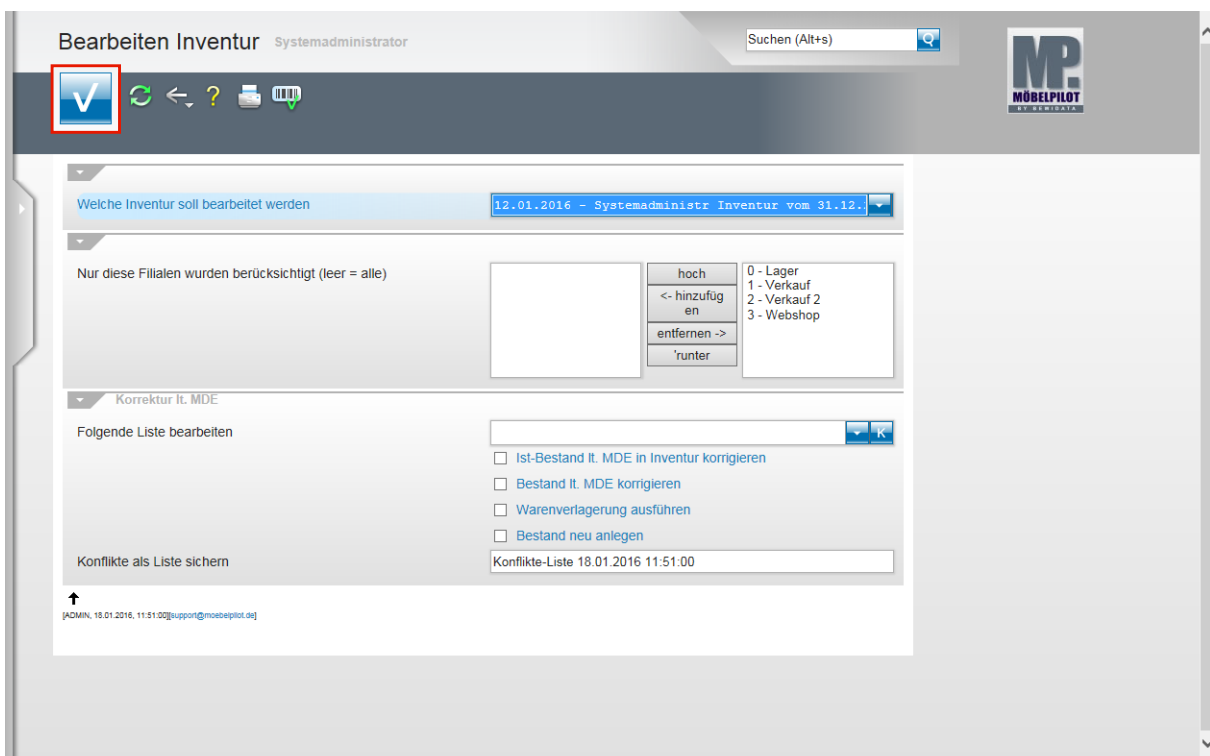 Bearbeiten Inventur Systemadministrator
Suchen (Alt+s)
MP.
MÖBELPILOT
BY BEMIDATA
Welche Inventur soll bearbeitet werden
12.01.2016 - Systemadministr Inventur vom 31.12.
Nur diese Filialen wurden berücksichtigt (leer = alle)
hoch
<- hinzufüg
en
entfernen ->
'runter
0 - Lager
1 - Verkauf
2 - Verkauf 2
3 - Webshop
Korrektur lt. MDE
Folgende Liste bearbeiten
K
Ist-Bestand lt. MDE in Inventur korrigieren
Bestand lt. MDE korrigieren
Warenverlagerung ausführen
Bestand neu anlegen
Konflikte als Liste sichern
Konflikte-Liste 18.01.2016 11:51:00
[ADMIN, 18.01.2016, 11:51:00][support@moebelpilot.de]